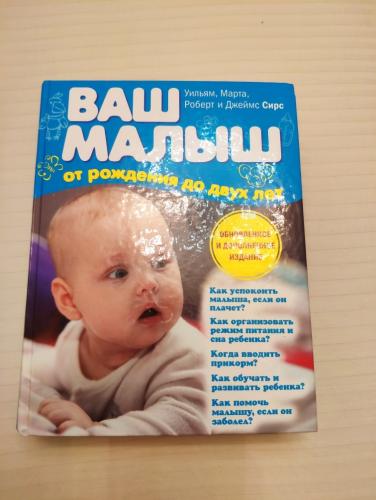 Уильям, Марта,
Роберт и Джеймс Сирс
ВАШ
МАЛЫШ
от рождения до двух лет
ОБНОВЛЕННОЕ
И ДОПОЛНЕННОЕ
ИЗДАНИЕ
Как успокоить
малыша, если он
плачет?
Как организовать
режим питания и
сна ребенка?
Когда вводить
прикорм?
Как обучать и
развивать ребенка?
Как помочь
малышу, если он
заболел?